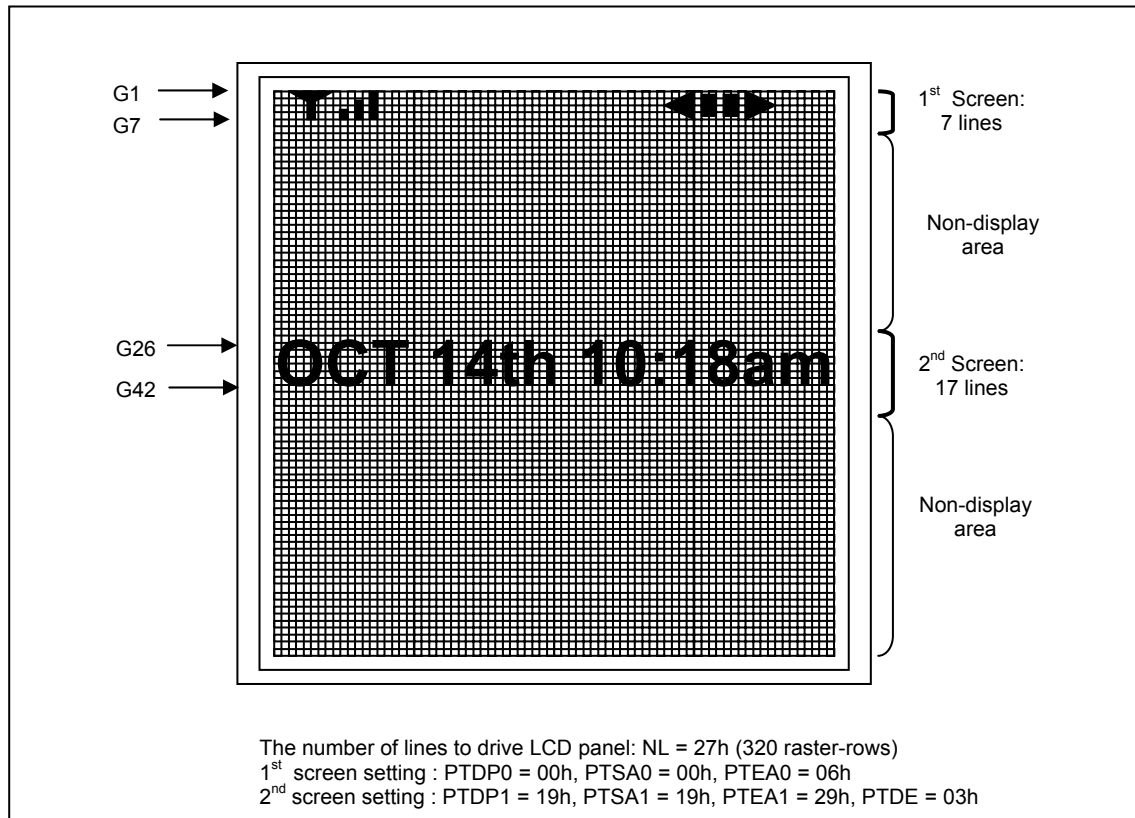 G1
G7
1st Screen:
7 lines
Non-display
area
G26
G42
OCT 14th 10:18am
2nd Screen:
17 lines
Non-display
area
The number of lines to drive LCD panel: NL = 27h (320 raster-rows)
1st screen setting : PTDP0 = 00h, PTSA0 = 00h, PTEA0 = 06h
2nd screen setting : PTDP1 = 19h, PTSA1 = 19h, PTEA1 = 29h, PTDE = 03h